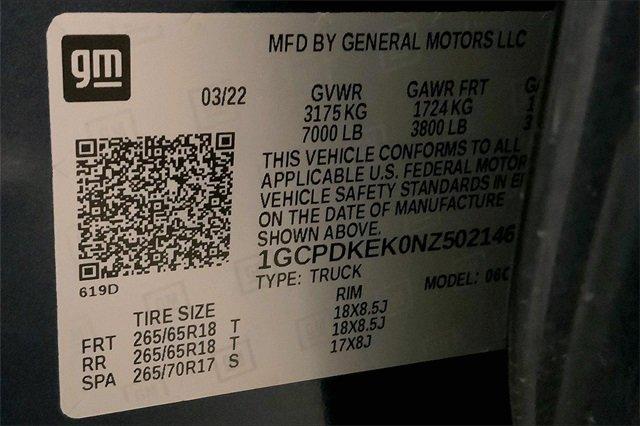 gm
MFD BY GENERAL MOTORS LLC
03/22
GVWR GAWR FRT
3175 KG 1724 KG
7000 LB 3800 LB
THIS VEHICLE CONFORMS TO ALL
APPLICABLE U.S. FEDERAL MOTOR
VEHICLE SAFETY STANDARDS IN
ON THE DATE OF MANUFACTURE
SHOWN ABOVE.
1GCPDKEK0NZ502146
TYPE: TRUCK MODEL:
619D
TIRE SIZE RIM
FRT 265/65R18 T 18X8.5J
RR 265/65R18 T 18X8.5J
SPA 265/70R17 S 17X8J